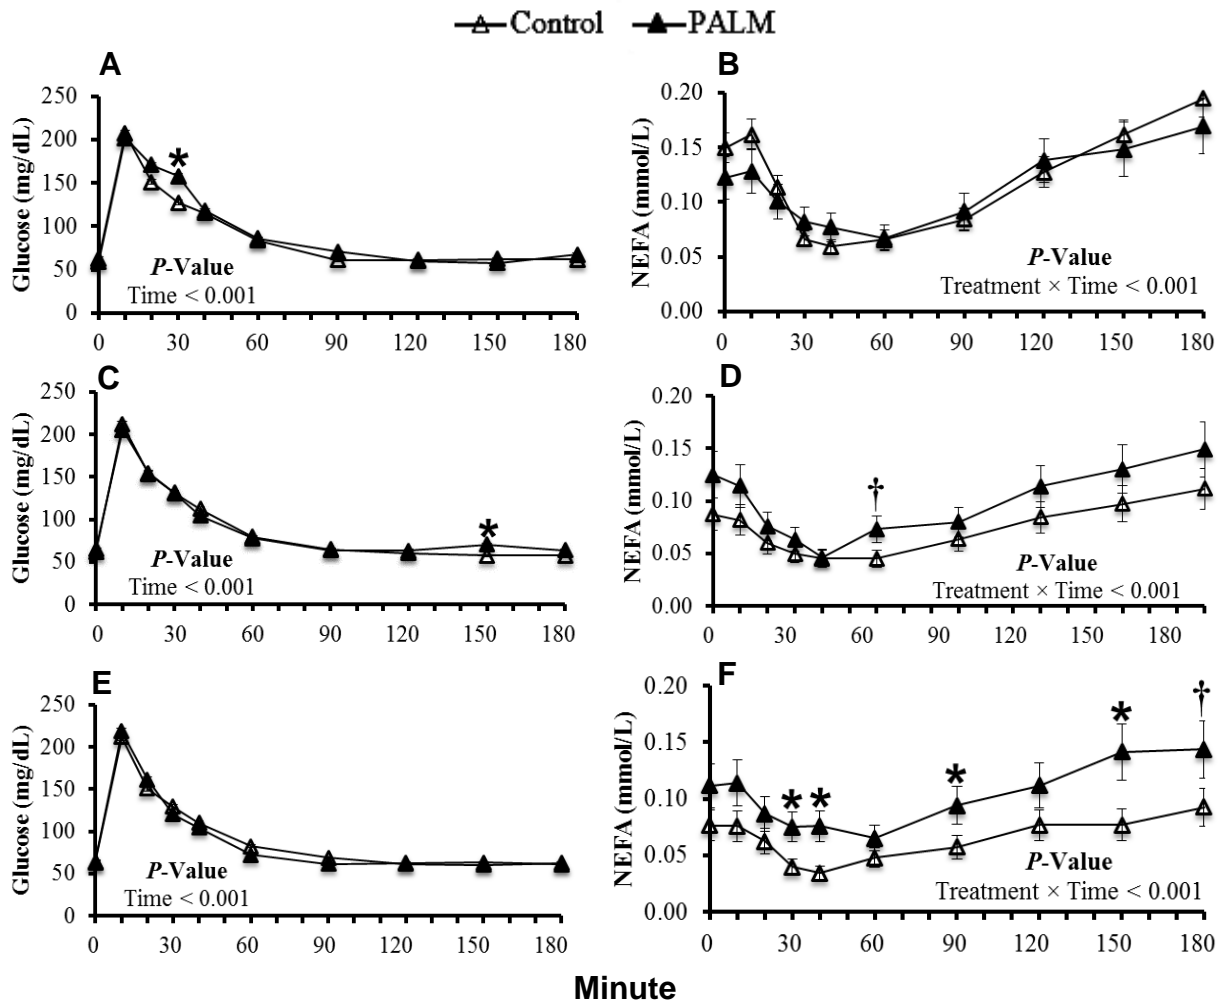 Control PALM
A
Glucose (mg/dL)
250
200
150
100
50
0
*
P-Value
Time < 0.001
0 30 60 90 120 150 180
B
NEFA (mmol/L)
0.20
0.15
0.10
0.05
0.00
P-Value
Treatment × Time < 0.001
0 30 60 90 120 150 180
C
Glucose (mg/dL)
250
200
150
100
50
0
*
P-Value
Time < 0.001
0 30 60 90 120 150 180
D
NEFA (mmol/L)
0.20
0.15
0.10
0.05
0.00
†
P-Value
Treatment × Time < 0.001
0 30 60 90 120 150 180
E
Glucose (mg/dL)
250
200
150
100
50
0
P-Value
Time < 0.001
0 30 60 90 120 150 180
F
NEFA (mmol/L)
0.20
0.15
0.10
0.05
0.00
* * * * †
P-Value
Treatment × Time < 0.001
0 30 60 90 120 150 180
Minute